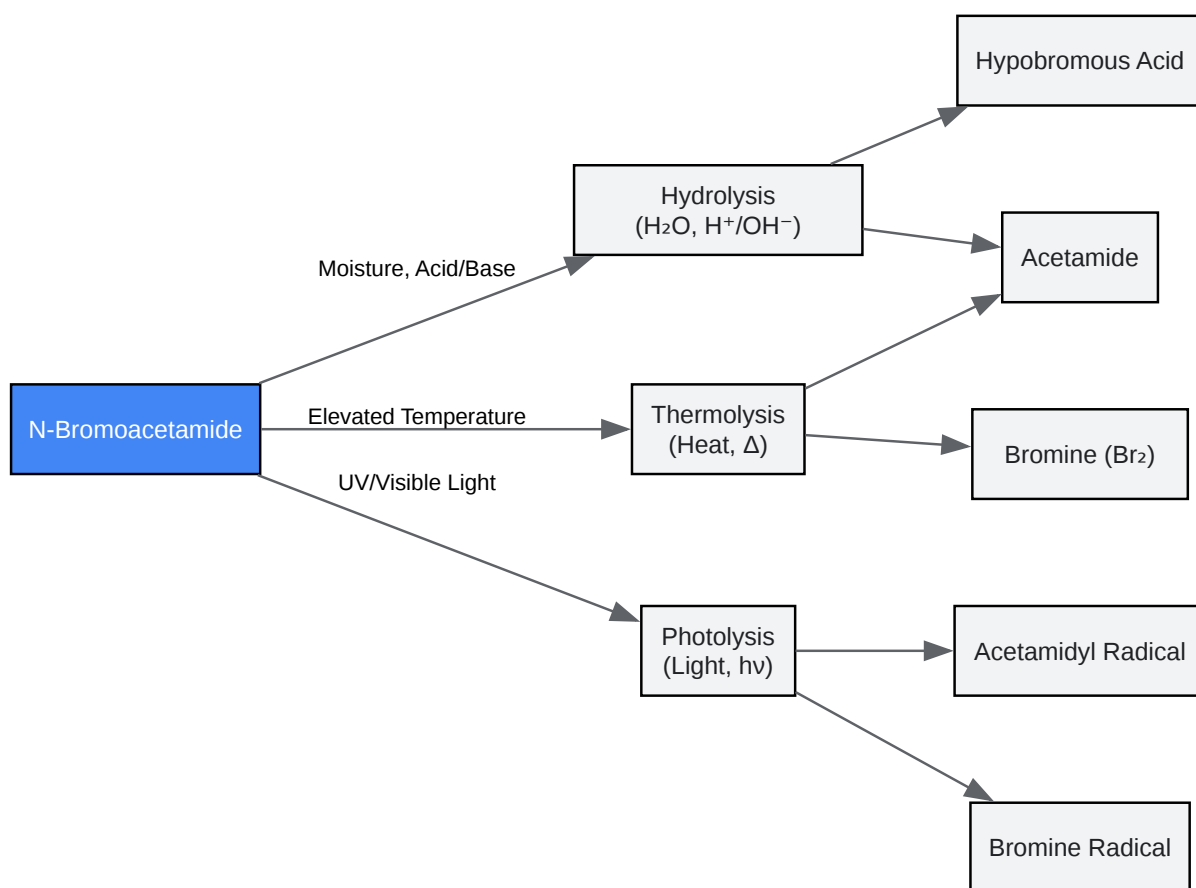 Hypobromous Acid
Hydrolysis
(H₂O, H⁺/OH⁻)
Acetamide
Moisture, Acid/Base
N-Bromoacetamide
Elevated Temperature
Thermolysis
(Heat, Δ)
Bromine (Br₂)
UV/Visible Light
Photolysis
(Light, hν)
Acetamidyl Radical
Bromine Radical